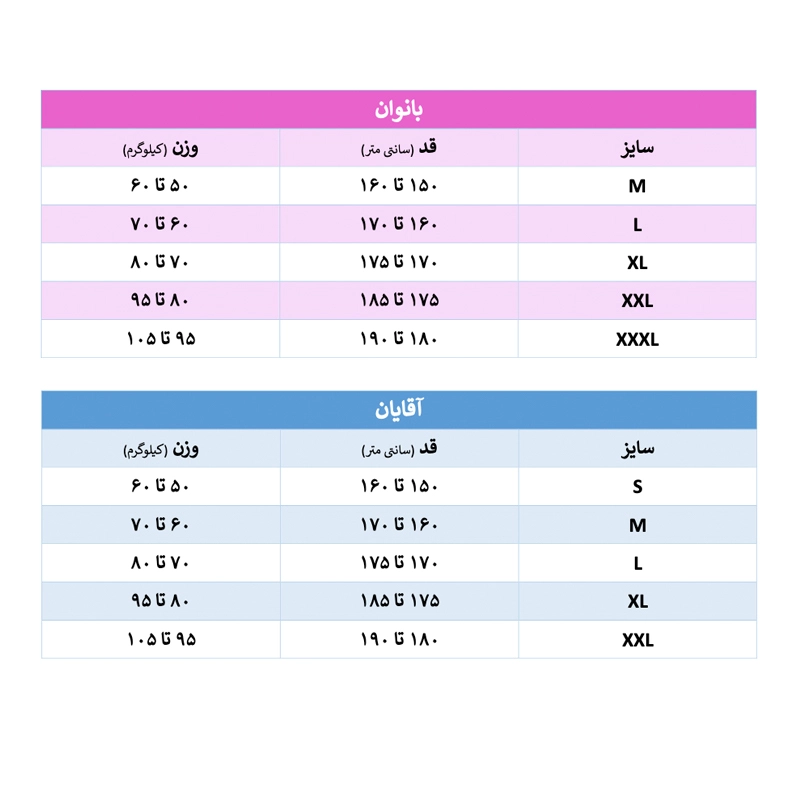 بانوان
سایز قد (سانتی متر) وزن (کیلوگرم)
M ۱۵۰ تا ۱۶۰ ۵۰ تا ۶۰
L ۱۶۰ تا ۱۷۰ ۶۰ تا ۷۰
XL ۱۷۰ تا ۱۷۵ ۷۰ تا ۸۰
XXL ۱۷۵ تا ۱۸۵ ۸۰ تا ۹۵
XXXL ۱۸۰ تا ۱۹۰ ۹۵ تا ۱۰۵
آقایان
سایز قد (سانتی متر) وزن (کیلوگرم)
S ۱۵۰ تا ۱۶۰ ۵۰ تا ۶۰
M ۱۶۰ تا ۱۷۰ ۶۰ تا ۷۰
L ۱۷۰ تا ۱۷۵ ۷۰ تا ۸۰
XL ۱۷۵ تا ۱۸۵ ۸۰ تا ۹۵
XXL ۱۸۰ تا ۱۹۰ ۹۵ تا ۱۰۵